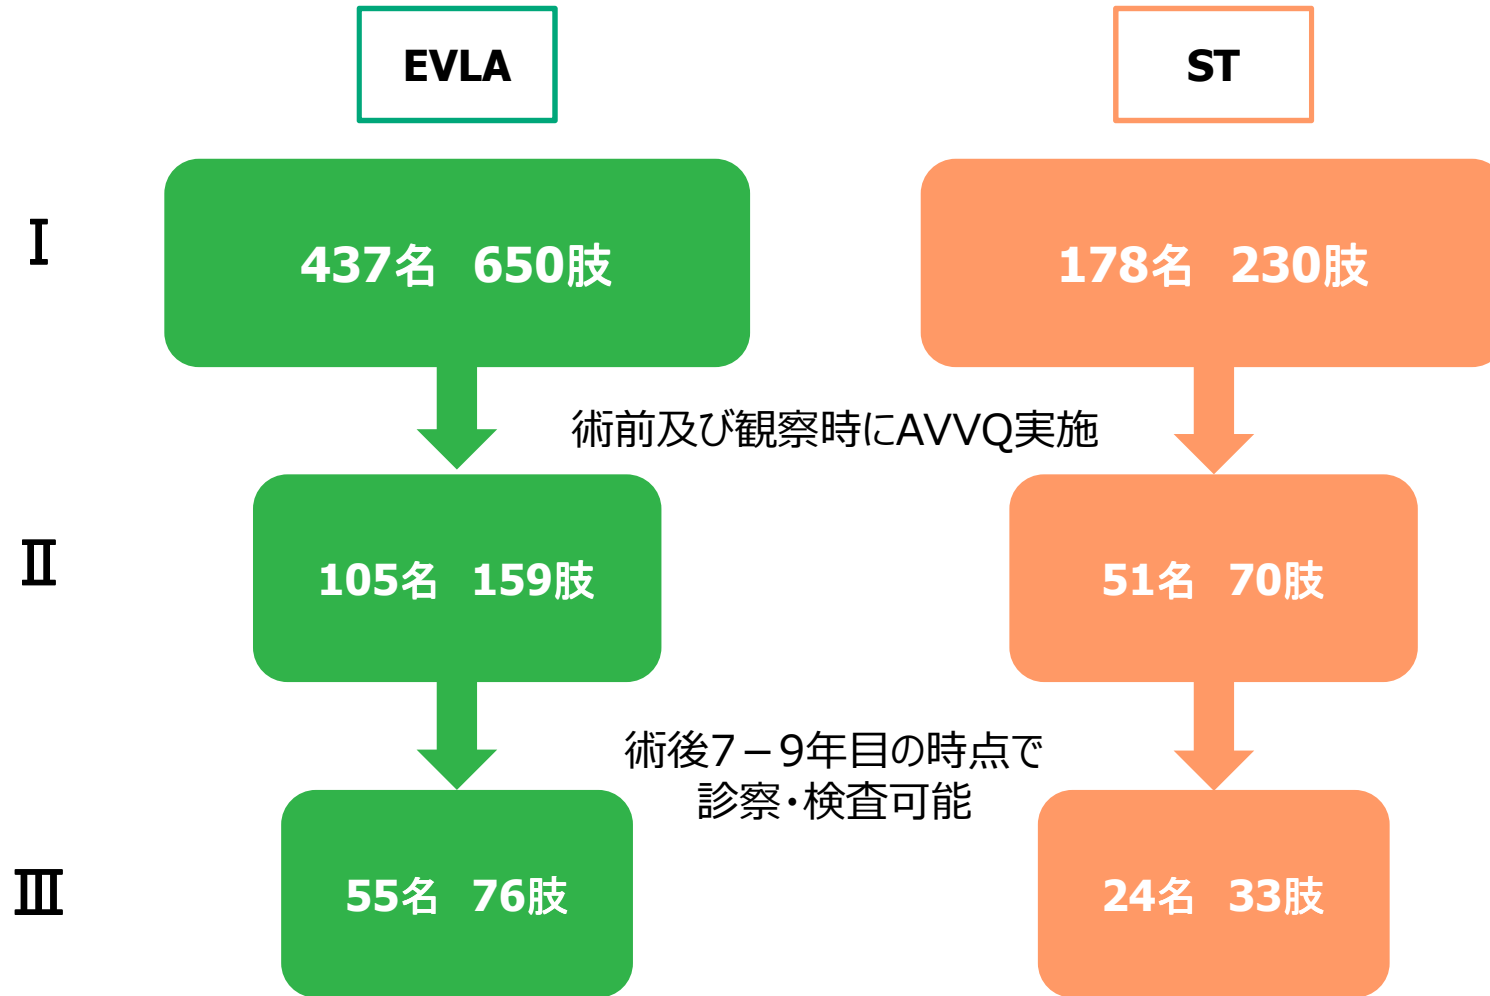 EVLA
ST
Ⅰ
437名 650肢
178名 230肢
術前及び観察時にAVVQ実施
Ⅱ
105名 159肢
51名 70肢
術後7－9年目の時点で
診察・検査可能
Ⅲ
55名 76肢
24名 33肢